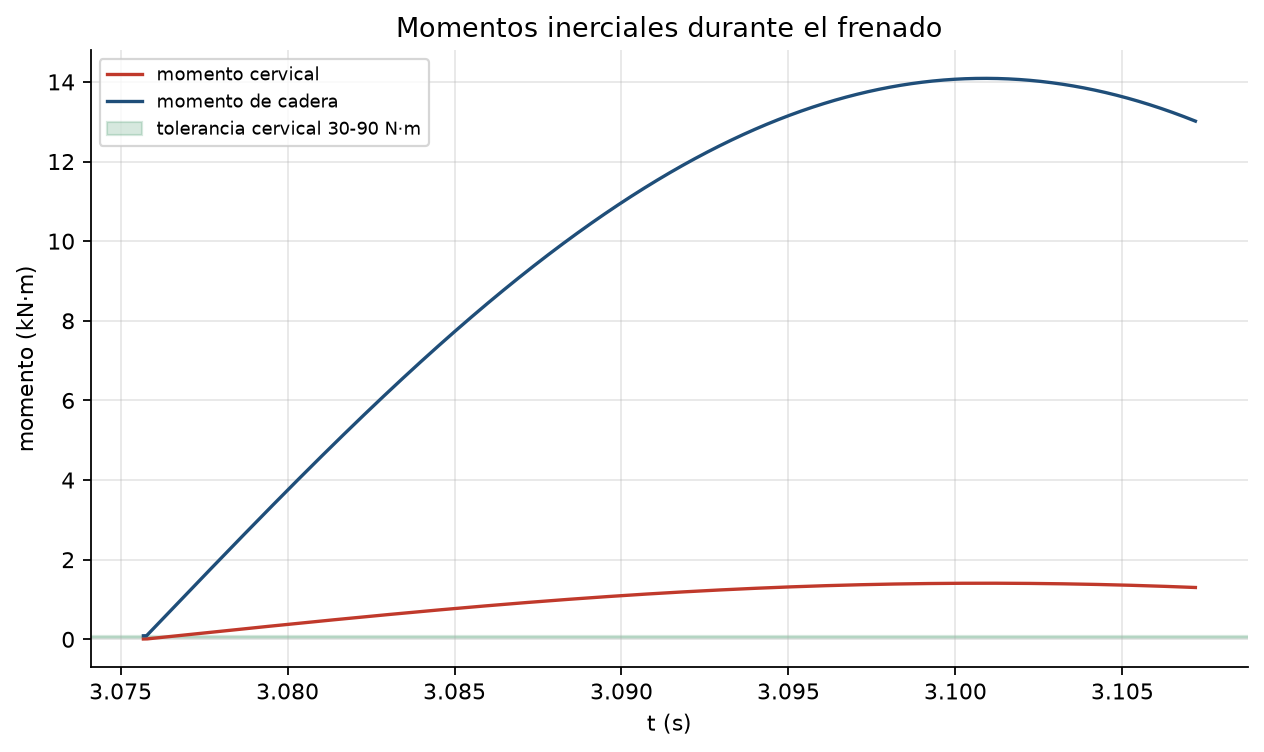 Momentos inerciales durante el frenado
momento cervical
momento de cadera
tolerancia cervical 30-90 N·m
14
12
10
8
6
4
2
0
momento (kN·m)
3.075 3.080 3.085 3.090 3.095 3.100 3.105
t (s)